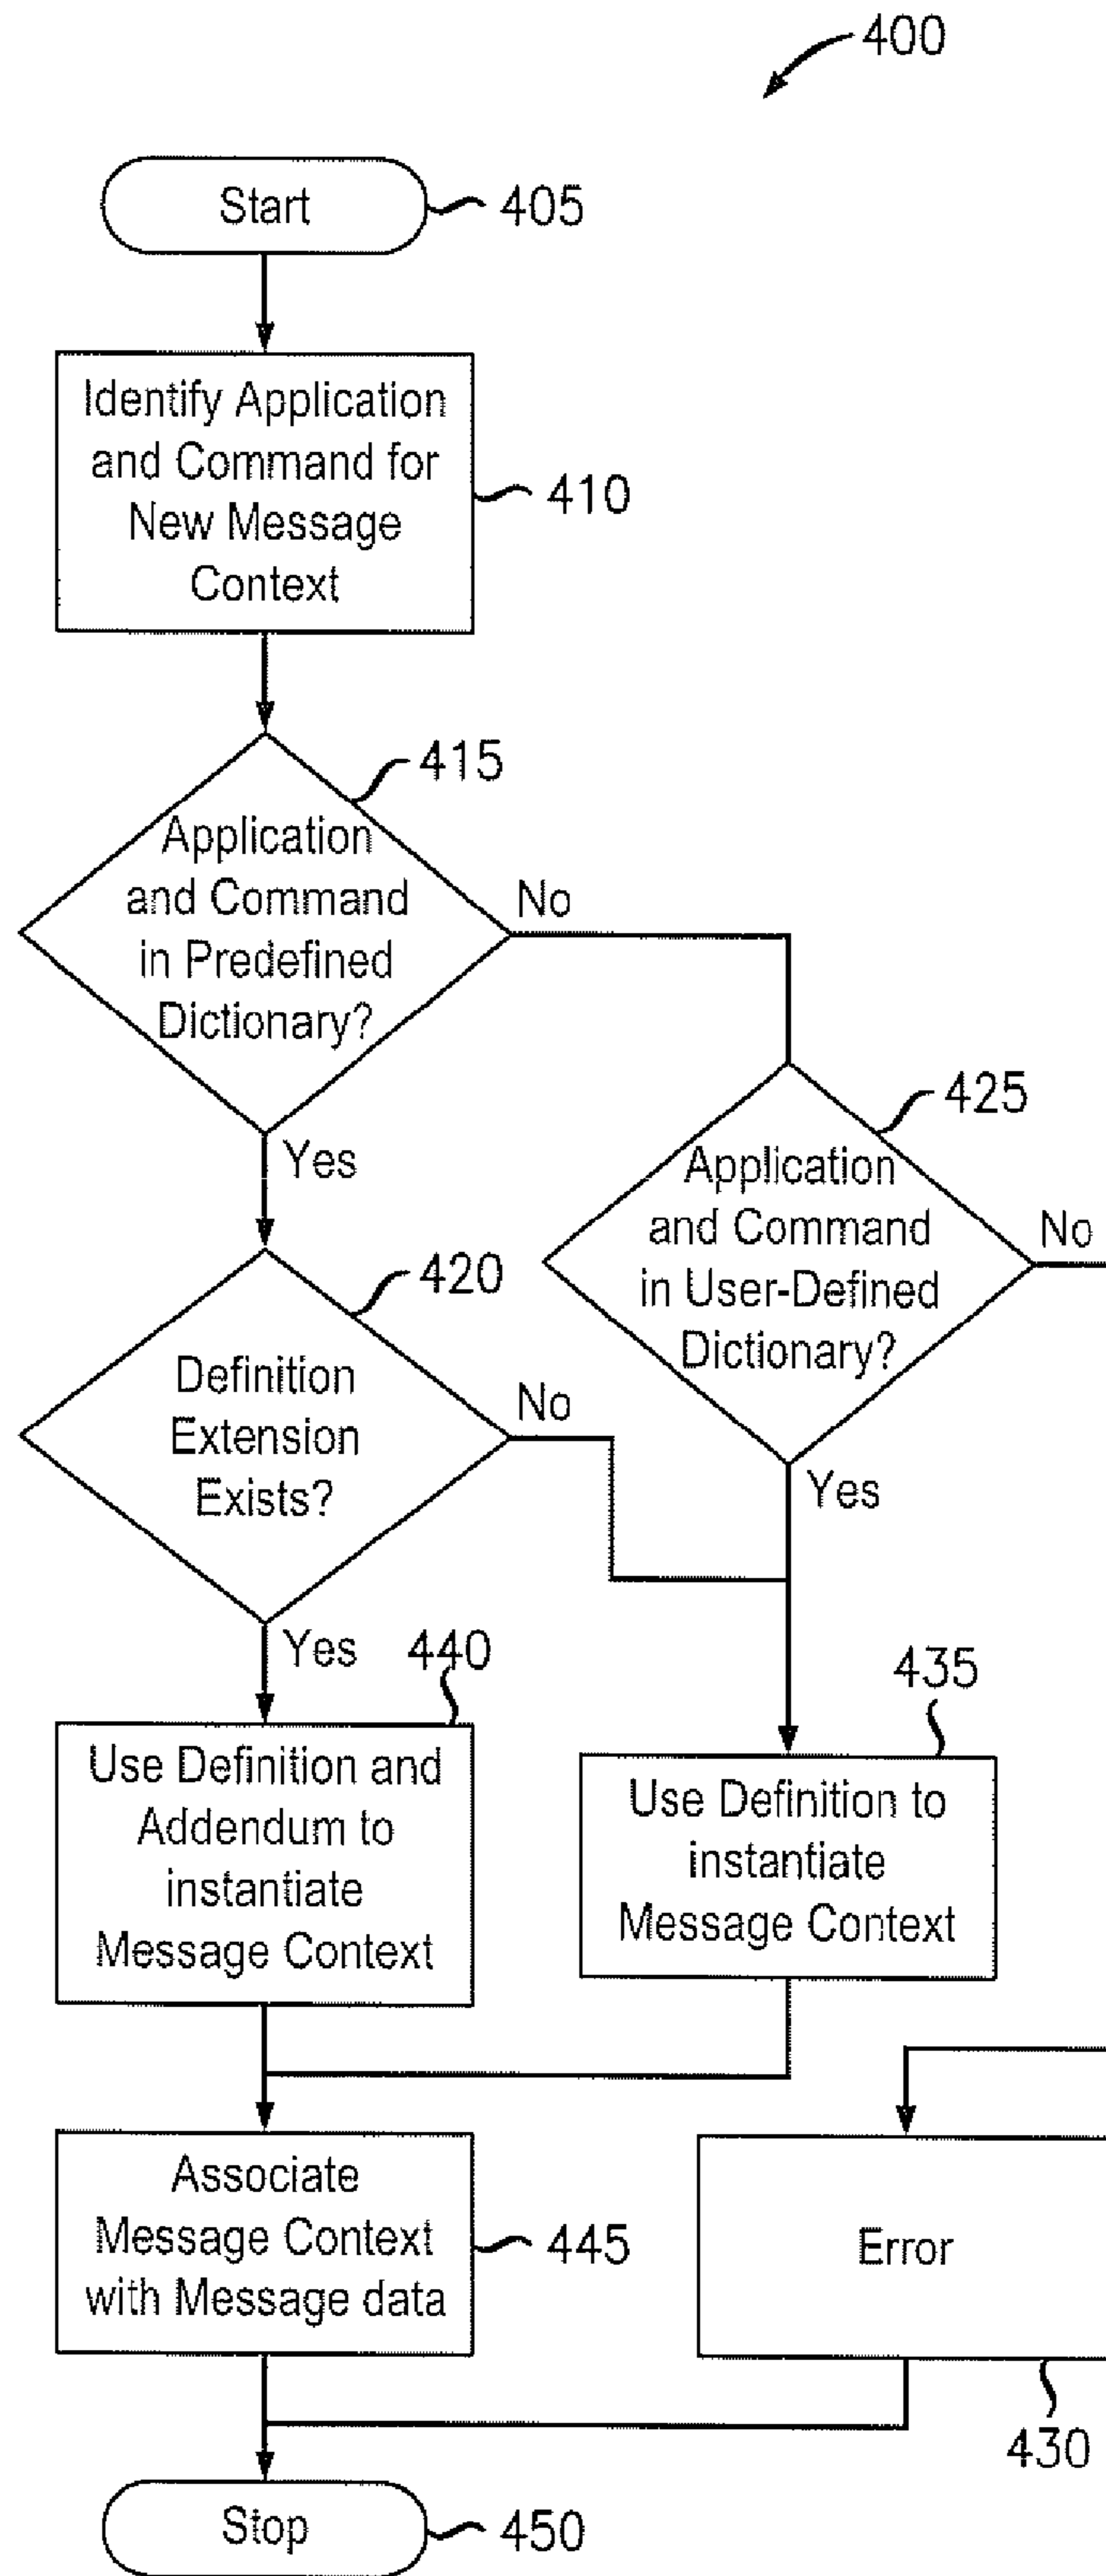 400
Start
405
Identify Application
and Command for
New Message
Context
410
415
Application
and Command
in Predefined
Dictionary?
No
Yes
425
Application
and Command
in User-Defined
Dictionary?
No
Yes
420
Definition
Extension
Exists?
No
Yes
440
Use Definition and
Addendum to
instantiate
Message Context
435
Use Definition to
instantiate
Message Context
Associate
Message Context
with Message data
445
Error
430
Stop
450